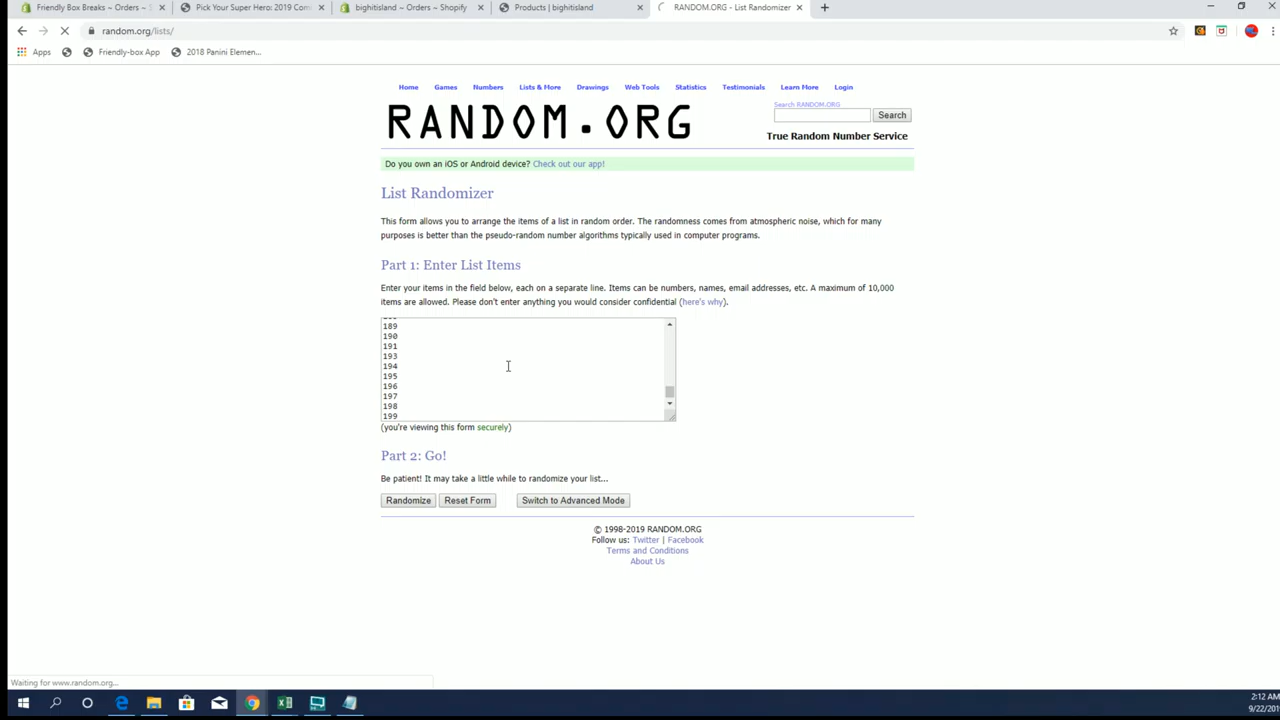 Friendly Box Breaks ~ Orders ~ S
Pick Your Super Hero: 2019 Com
bighitisland ~ Orders ~ Shopify
Products | bighitisland
RANDOM.ORG - List Randomizer
random.org/lists/
Apps
Friendly-box App
2018 Panini Elemen...
Home Games Numbers Lists & More Drawings Web Tools Statistics Testimonials Learn More Login
RANDOM.ORG
Search RANDOM.ORG
Search
True Random Number Service
Do you own an iOS or Android device? Check out our app!
List Randomizer
This form allows you to arrange the items of a list in random order. The randomness comes from atmospheric noise, which for many
purposes is better than the pseudo-random number algorithms typically used in computer programs.
Part 1: Enter List Items
Enter your items in the field below, each on a separate line. Items can be numbers, names, email addresses, etc. A maximum of 10,000
items are allowed. Please don't enter anything you would consider confidential (here's why).
189
190
191
193
194
195
196
197
198
199
(you're viewing this form securely)
Part 2: Go!
Be patient! It may take a little while to randomize your list...
Randomize Reset Form Switch to Advanced Mode
© 1998-2019 RANDOM.ORG
Follow us: Twitter | Facebook
Terms and Conditions
About Us
Waiting for www.random.org...
2:12 AM
9/22/201